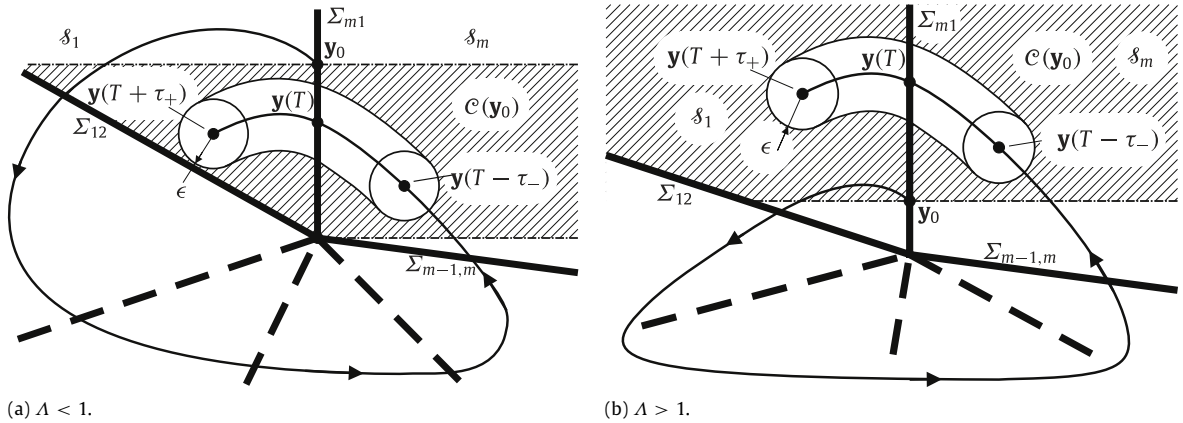 𝓈₁
Σₘ₁
y₀
𝓈ₘ
y(T + τ₊)
y(T)
𝒞(y₀)
Σ₁₂
ϵ
y(T − τ₋)
Σₘ₋₁,ₘ
(a) Λ < 1.
Σₘ₁
y(T + τ₊)
y(T)
𝒞(y₀)
𝓈ₘ
𝓈₁
ϵ
y(T − τ₋)
Σ₁₂
y₀
Σₘ₋₁,ₘ
(b) Λ > 1.